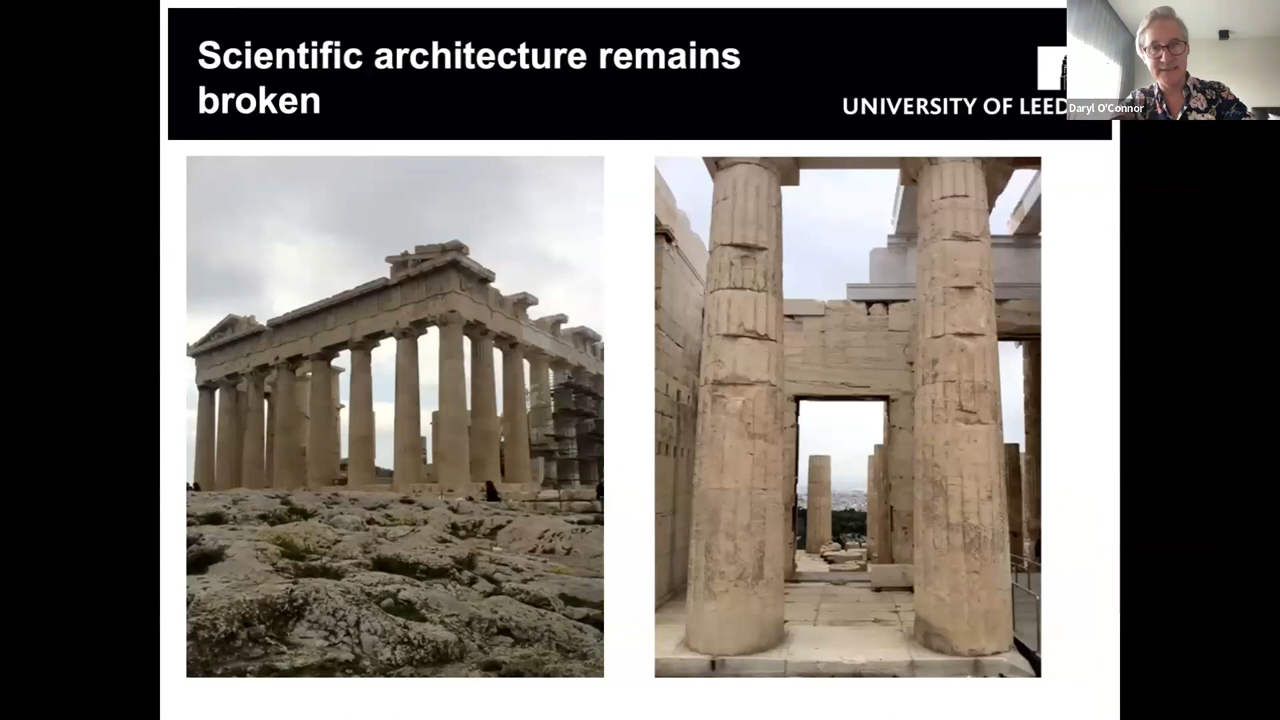 Scientific architecture remains
broken
UNIVERSITY OF LEED
Daryl O'Connor